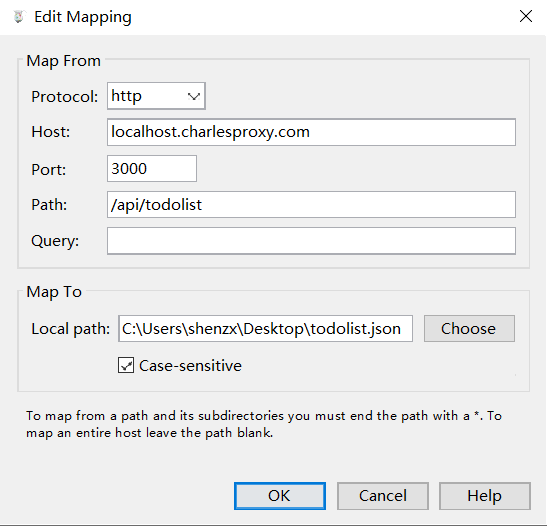 Edit Mapping
Map From
Protocol: http
Host: localhost.charlesproxy.com
Port: 3000
Path: /api/todolist
Query:
Map To
Local path: C:\Users\shenzx\Desktop\todolist.json Choose
Case-sensitive
To map from a path and its subdirectories you must end the path with a *. To
map an entire host leave the path blank.
OK Cancel Help